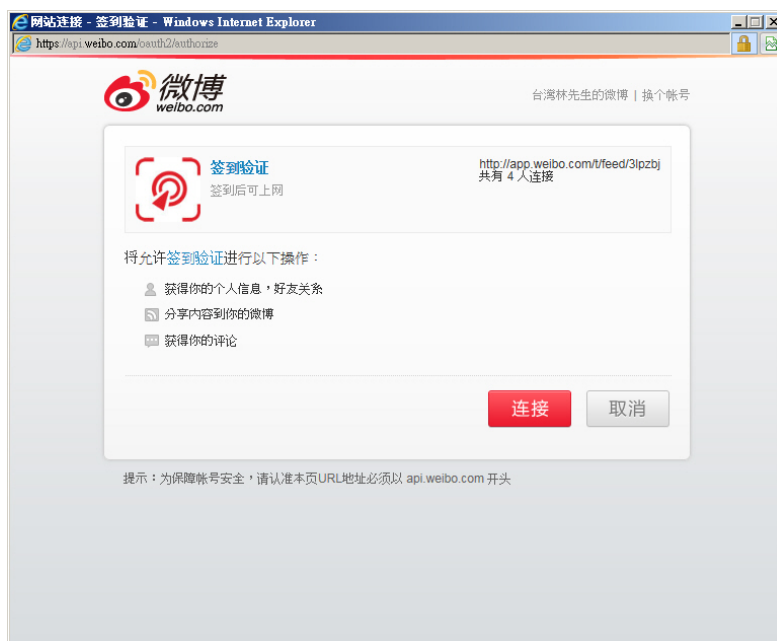 网站连接 - 签到验证 - Windows Internet Explorer
https://api.weibo.com/oauth2/authorize
微博
weibo.com
台灣林先生的微博 | 换个帐号
签到验证
签到后可上网
http://app.weibo.com/t/feed/3lpzbj
共有 4 人连接
将允许签到验证进行以下操作：
获得你的个人信息，好友关系
分享内容到你的微博
获得你的评论
连接
取消
提示：为保障帐号安全，请认准本页URL地址必须以 api.weibo.com 开头